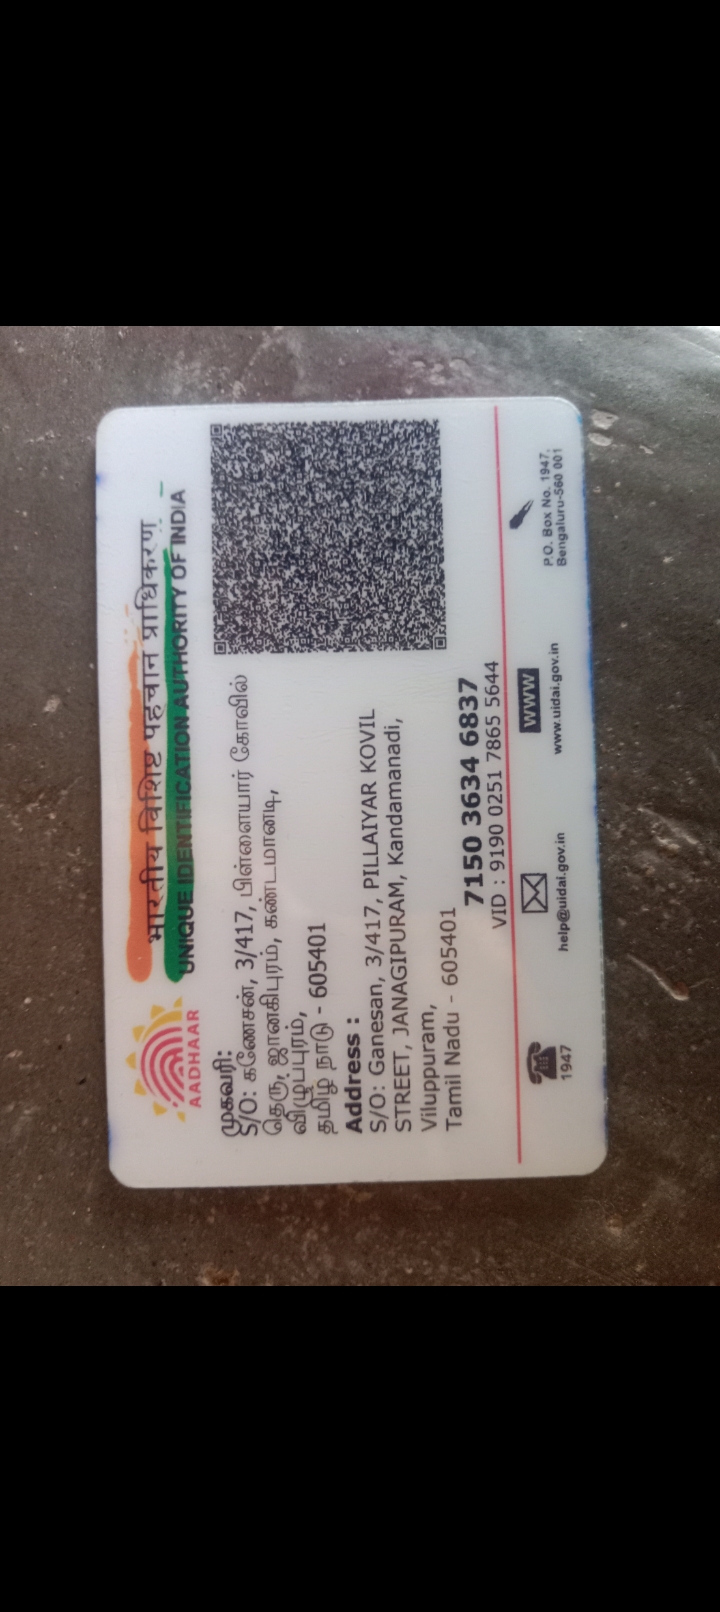 भारतीय विशिष्ट पहचान प्राधिकरण
UNIQUE IDENTIFICATION AUTHORITY OF INDIA
AADHAAR
முகவரி:
S/O: கணேசன், 3/417, பிள்ளையார் கோவில்
தெரு, ஜானகிபுரம், கண்டமானடி,
விழுப்புரம்,
தமிழ் நாடு - 605401
Address :
S/O: Ganesan, 3/417, PILLAIYAR KOVIL
STREET, JANAGIPURAM, Kandamanadi,
Viluppuram,
Tamil Nadu - 605401
7150 3634 6837
VID : 9190 0251 7865 5644
1947
help@uidai.gov.in
www
www.uidai.gov.in
P.O. Box No. 1947,
Bengaluru-560 001